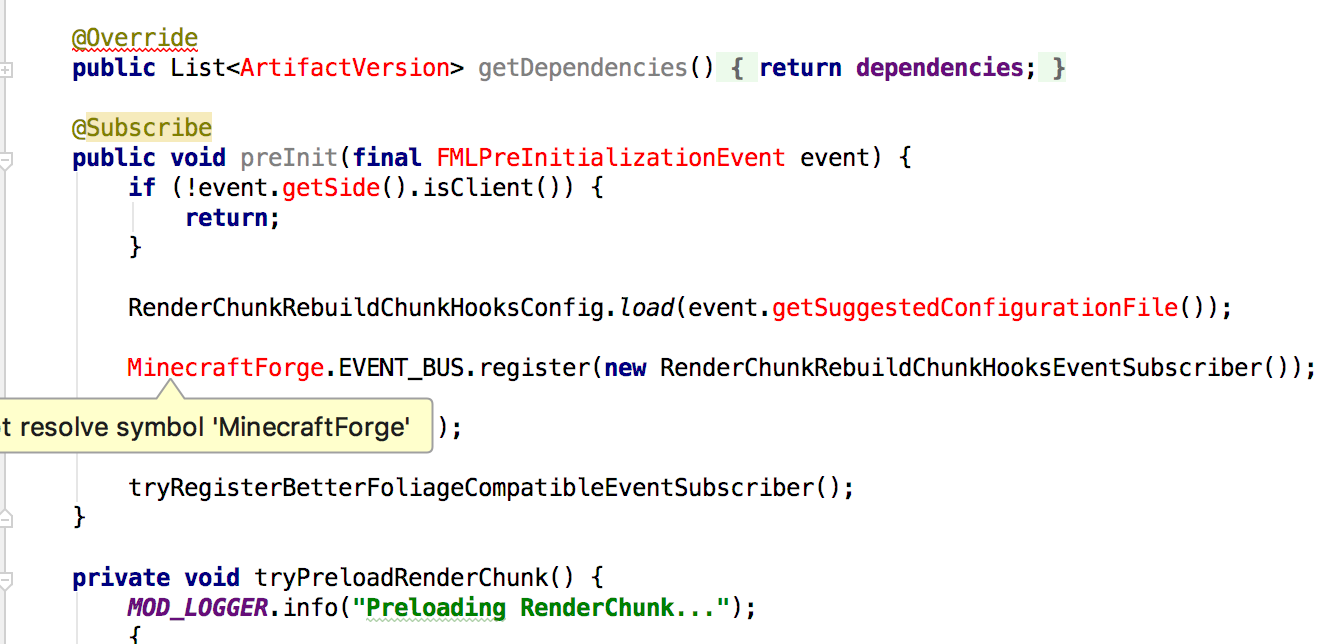 @Override
public List<ArtifactVersion> getDependencies() { return dependencies; }
@Subscribe
public void preInit(final FMLPreInitializationEvent event) {
if (!event.getSide().isClient()) {
return;
}
RenderChunkRebuildChunkHooksConfig.load(event.getSuggestedConfigurationFile());
MinecraftForge.EVENT_BUS.register(new RenderChunkRebuildChunkHooksEventSubscriber());
t resolve symbol 'MinecraftForge' );
tryRegisterBetterFoliageCompatibleEventSubscriber();
}
private void tryPreloadRenderChunk() {
MOD_LOGGER.info("Preloading RenderChunk...");
{